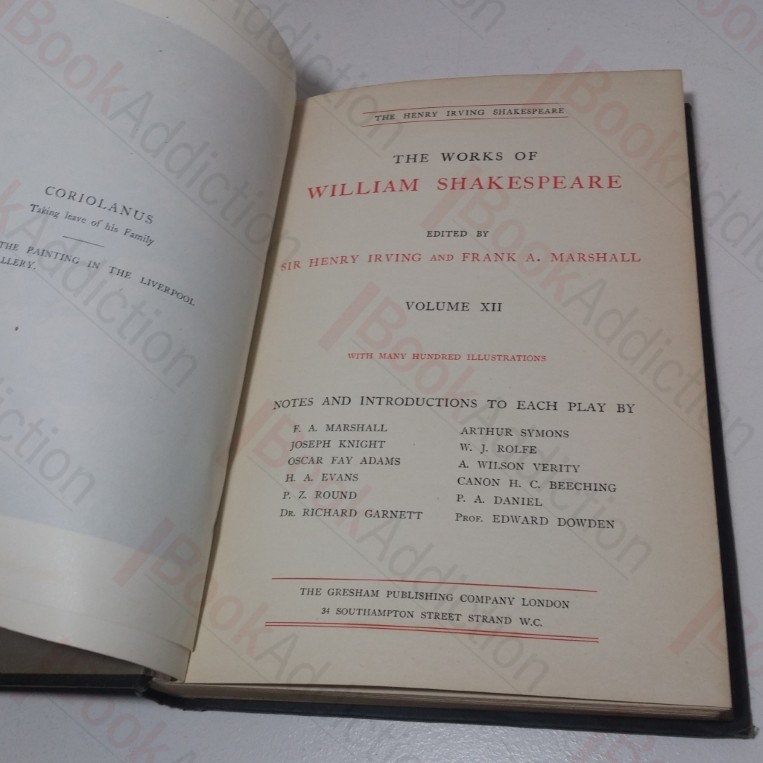 CORIOLANUS
Taking leave of his Family
THE PAINTING IN THE LIVERPOOL
LLERY.
THE HENRY IRVING SHAKESPEARE
THE WORKS OF
WILLIAM SHAKESPEARE
EDITED BY
SIR HENRY IRVING AND FRANK A. MARSHALL
VOLUME XII
WITH MANY HUNDRED ILLUSTRATIONS
NOTES AND INTRODUCTIONS TO EACH PLAY BY
F. A. MARSHALL
JOSEPH KNIGHT
OSCAR FAY ADAMS
H. A. EVANS
P. Z. ROUND
DR. RICHARD GARNETT
ARTHUR SYMONS
W. J. ROLFE
A. WILSON VERITY
CANON H. C. BEECHING
P. A. DANIEL
PROF. EDWARD DOWDEN
THE GRESHAM PUBLISHING COMPANY LONDON
34 SOUTHAMPTON STREET STRAND W.C.
BookAddiction